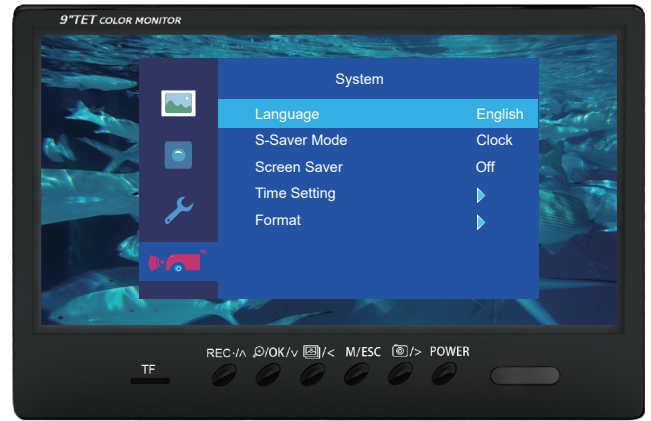 9"TET COLOR MONITOR
System
Language English
S-Saver Mode Clock
Screen Saver Off
Time Setting
Format
REC·/∧ /OK/∨ /< M/ESC /> POWER
TF